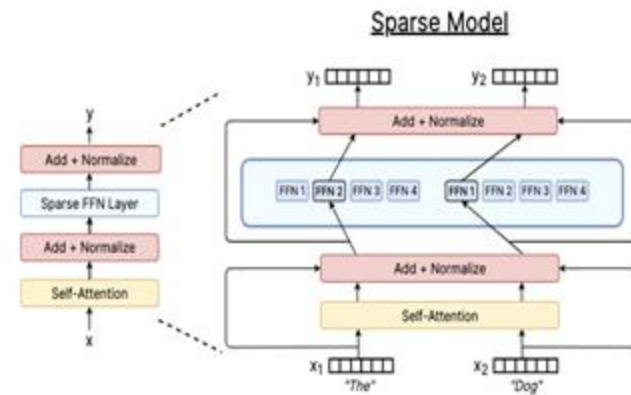 Sparse Model
y
Add + Normalize
Sparse FFN Layer
Add + Normalize
Self-Attention
x
y1
y2
Add + Normalize
FFN 1 FFN 2 FFN 3 FFN 4
FFN 1 FFN 2 FFN 3 FFN 4
Add + Normalize
Self-Attention
x1
x2
"The"
"Dog"